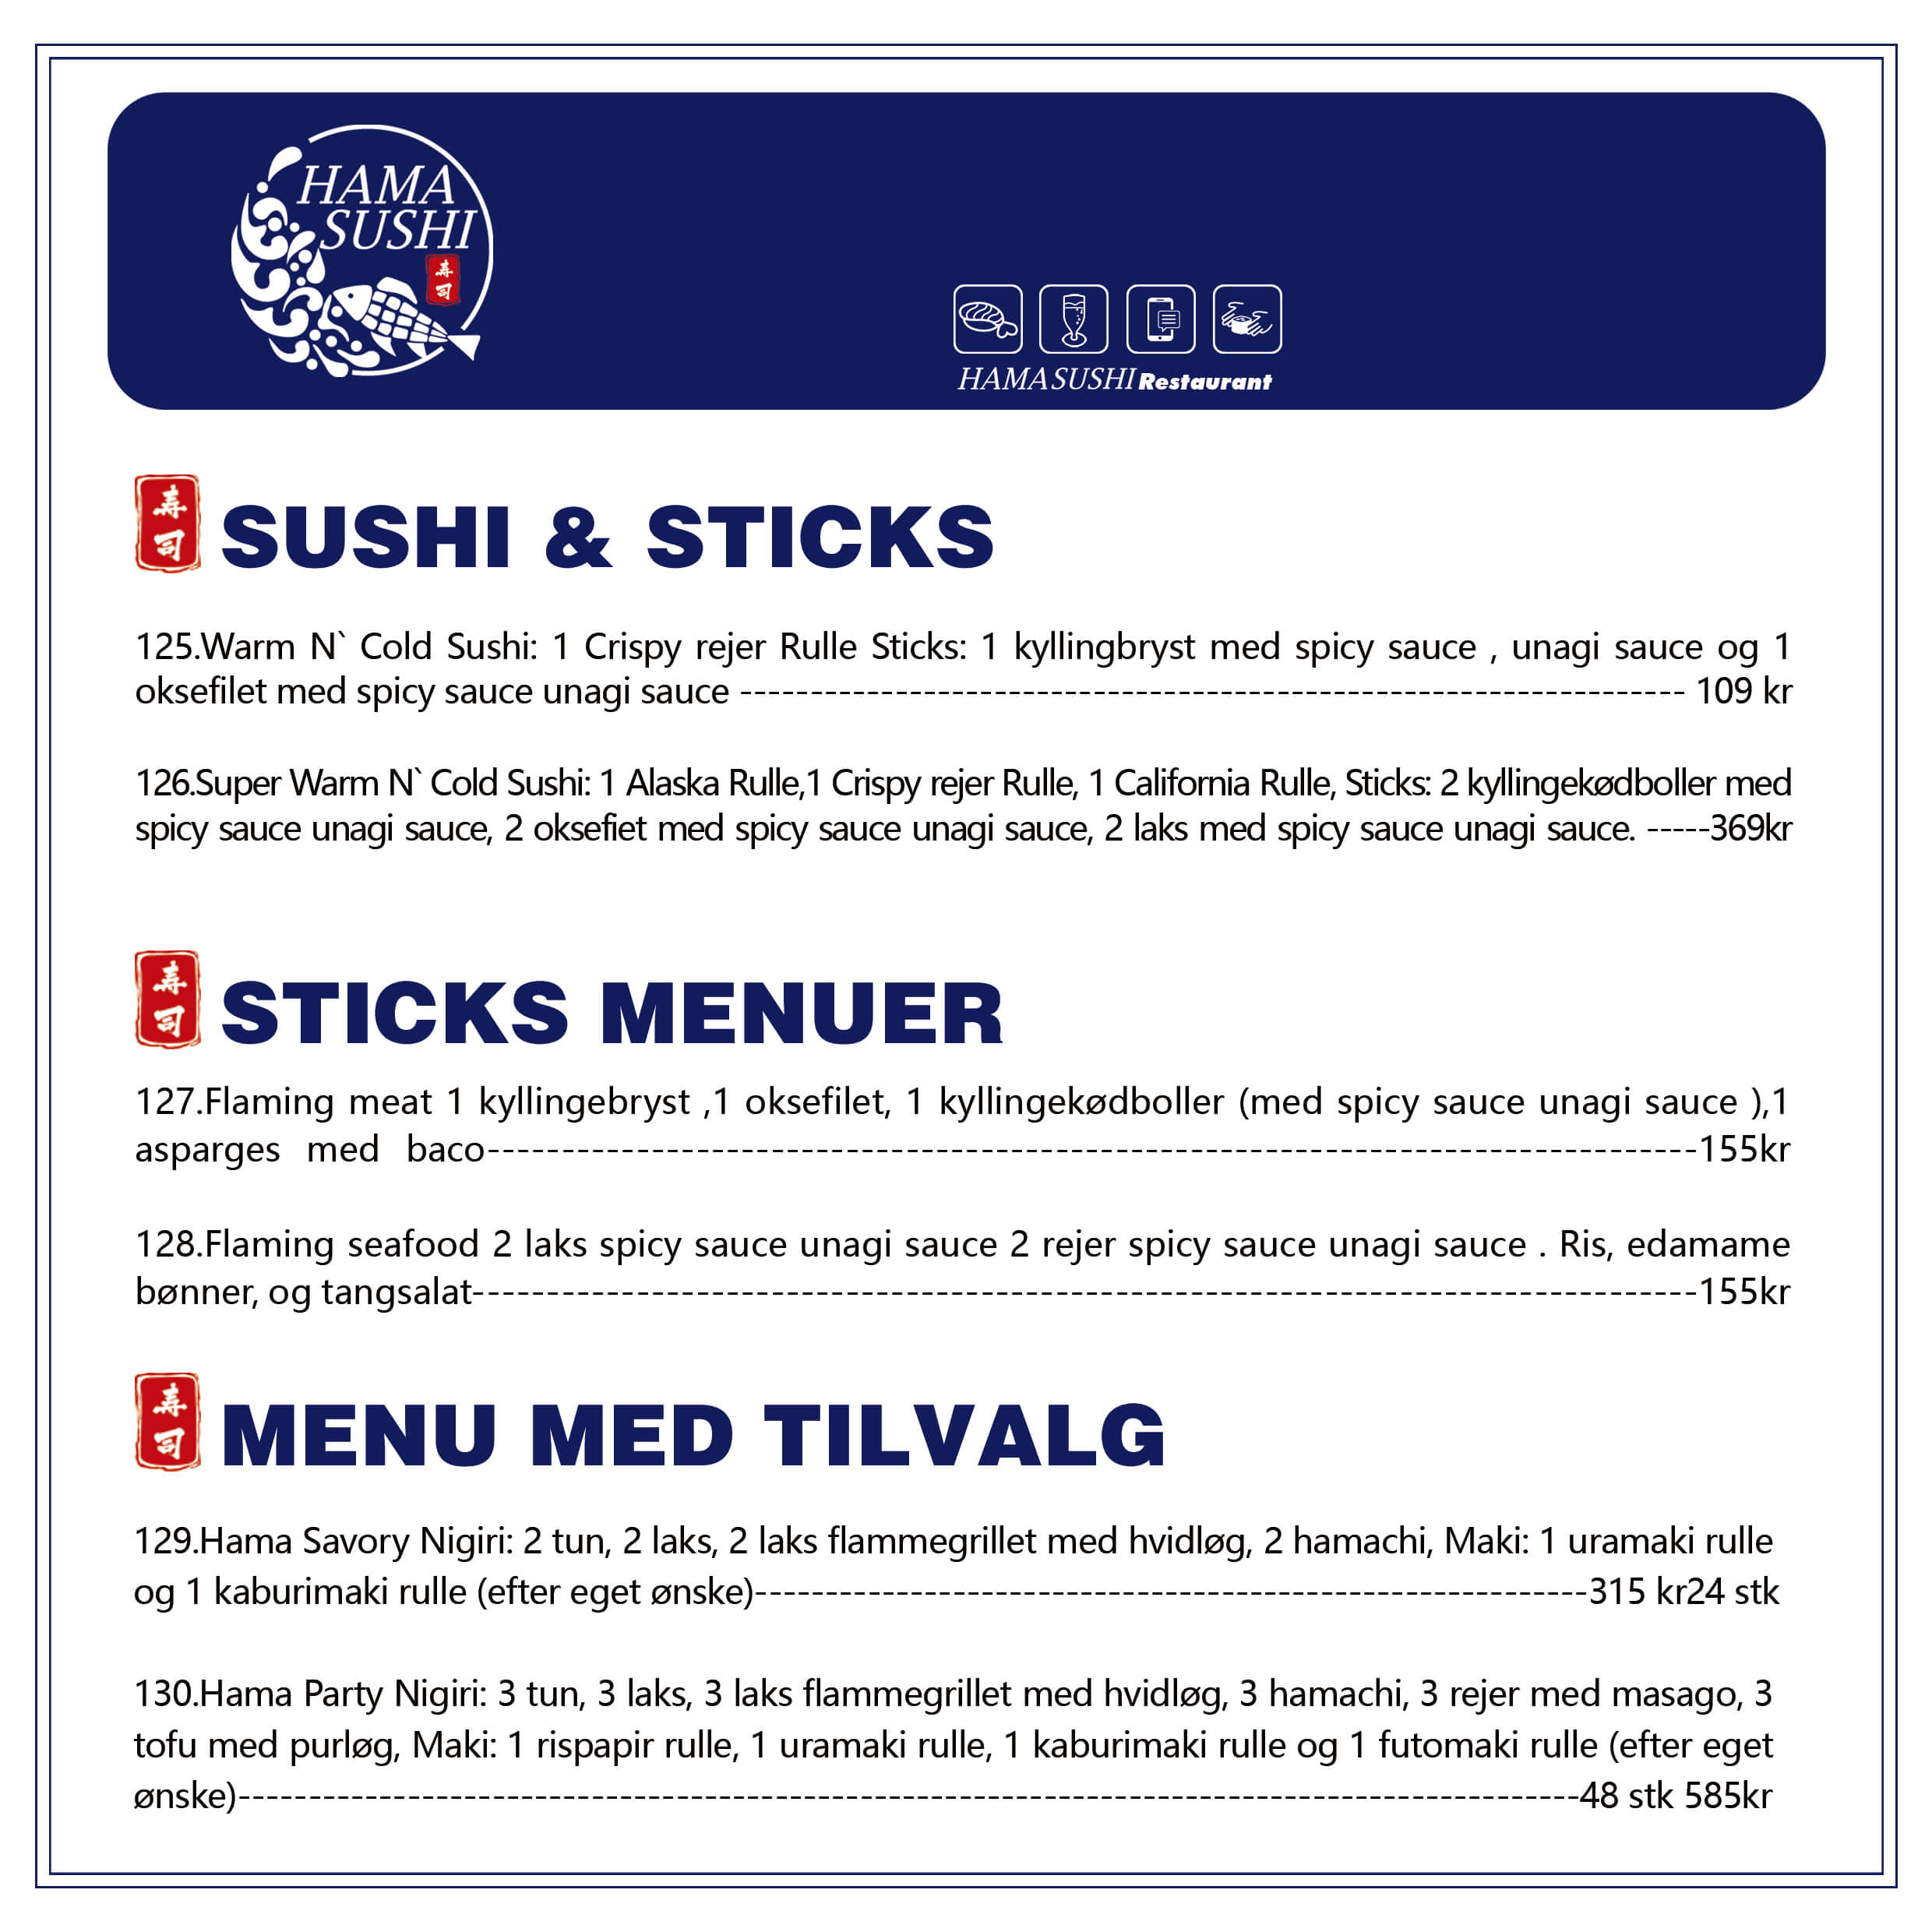 HAMA
SUSHI
寿
司
HAMA SUSHI Restaurant
寿
司
SUSHI & STICKS
125.Warm N` Cold Sushi: 1 Crispy rejer Rulle Sticks: 1 kyllingbryst med spicy sauce , unagi sauce og 1
oksefilet med spicy sauce unagi sauce ------------------------------------------------------------------- 109 kr
126.Super Warm N` Cold Sushi: 1 Alaska Rulle,1 Crispy rejer Rulle, 1 California Rulle, Sticks: 2 kyllingekødboller med
spicy sauce unagi sauce, 2 oksefiet med spicy sauce unagi sauce, 2 laks med spicy sauce unagi sauce. -----369kr
寿
司
STICKS MENUER
127.Flaming meat 1 kyllingebryst ,1 oksefilet, 1 kyllingekødboller (med spicy sauce unagi sauce ),1
asparges med baco---------------------------------------------------------------------------------155kr
128.Flaming seafood 2 laks spicy sauce unagi sauce 2 rejer spicy sauce unagi sauce . Ris, edamame
bønner, og tangsalat----------------------------------------------------------------------------------155kr
寿
司
MENU MED TILVALG
129.Hama Savory Nigiri: 2 tun, 2 laks, 2 laks flammegrillet med hvidløg, 2 hamachi, Maki: 1 uramaki rulle
og 1 kaburimaki rulle (efter eget ønske)-----------------------------------------------------------315 kr24 stk
130.Hama Party Nigiri: 3 tun, 3 laks, 3 laks flammegrillet med hvidløg, 3 hamachi, 3 rejer med masago, 3
tofu med purløg, Maki: 1 rispapir rulle, 1 uramaki rulle, 1 kaburimaki rulle og 1 futomaki rulle (efter eget
ønske)-----------------------------------------------------------------------------------------------48 stk 585kr